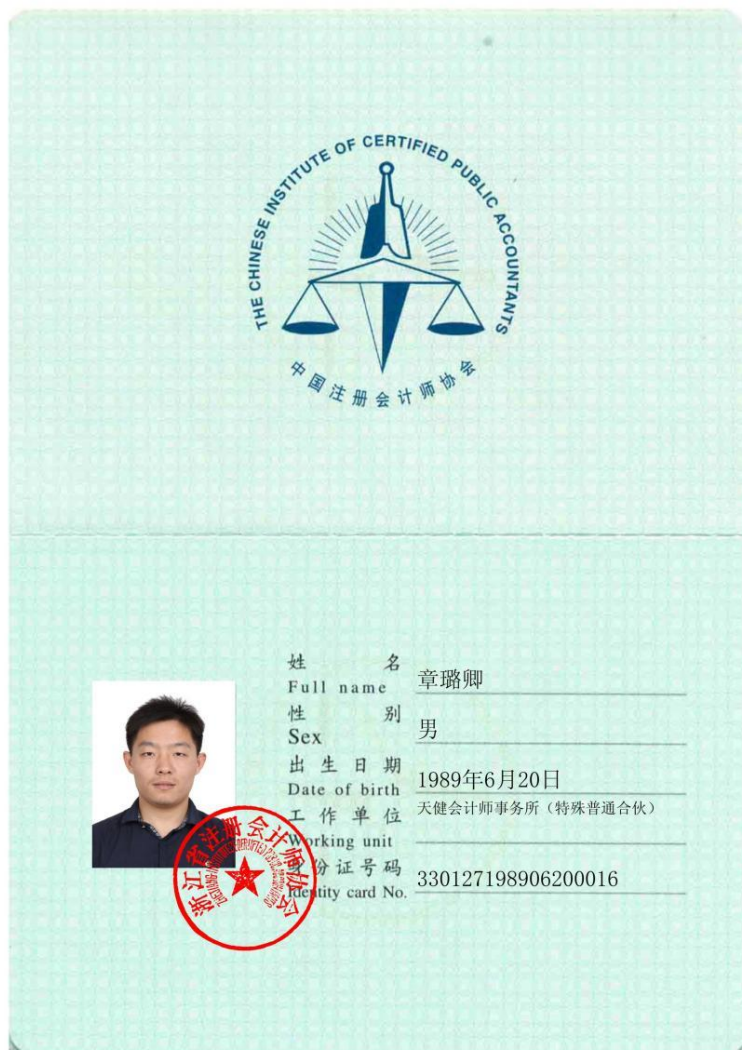 THE CHINESE INSTITUTE OF CERTIFIED PUBLIC ACCOUNTANTS
中国注册会计师协会
姓 名 章璐卿
Full name
性 别 男
Sex
出生日期 1989年6月20日
Date of birth
工作单位 天健会计师事务所（特殊普通合伙）
Working unit
身份证号码 330127198906200016
Identity card No.
浙江省注册会计师协会